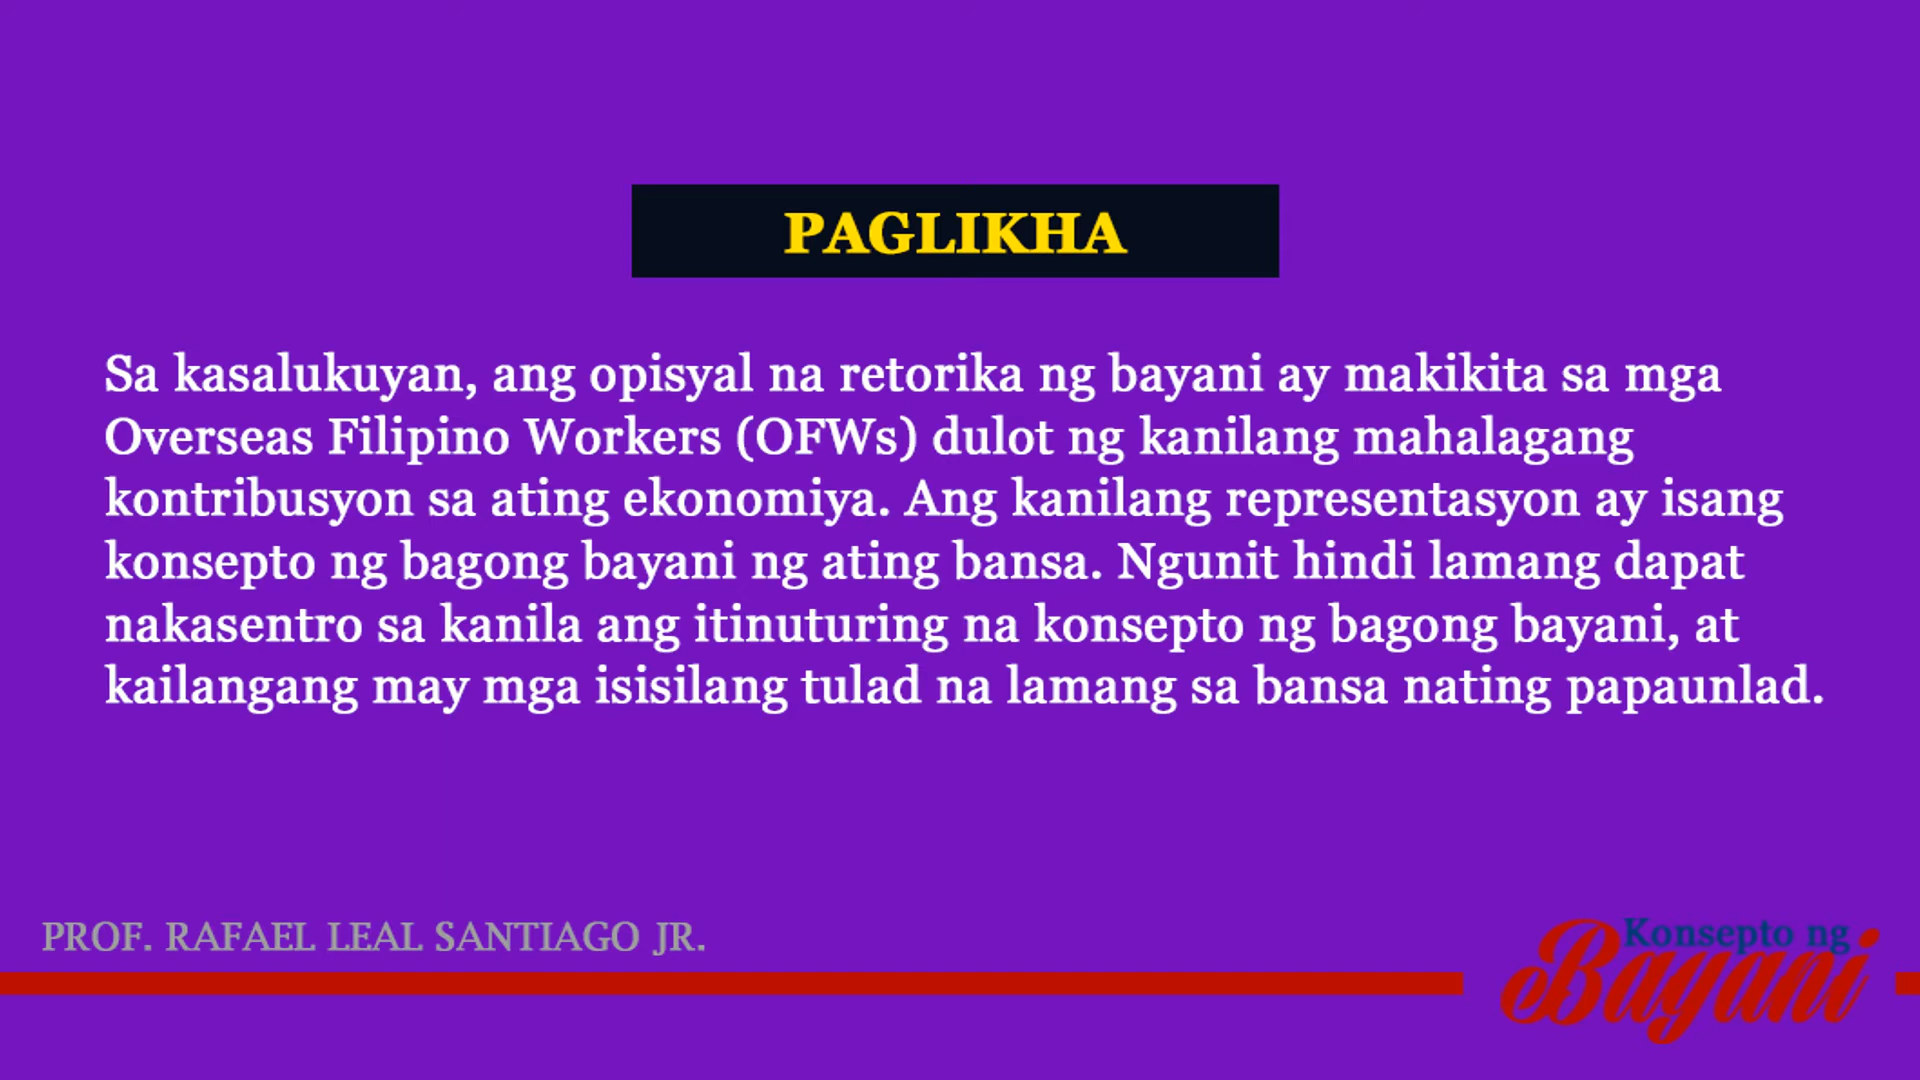 PAGLIKHA
Sa kasalukuyan, ang opisyal na retorika ng bayani ay makikita sa mga
Overseas Filipino Workers (OFWs) dulot ng kanilang mahalagang
kontribusyon sa ating ekonomiya. Ang kanilang representasyon ay isang
konsepto ng bagong bayani ng ating bansa. Ngunit hindi lamang dapat
nakasentro sa kanila ang itinuturing na konsepto ng bagong bayani, at
kailangang may mga isisilang tulad na lamang sa bansa nating papaunlad.
PROF. RAFAEL LEAL SANTIAGO JR.
Konsepto ng
Bayani